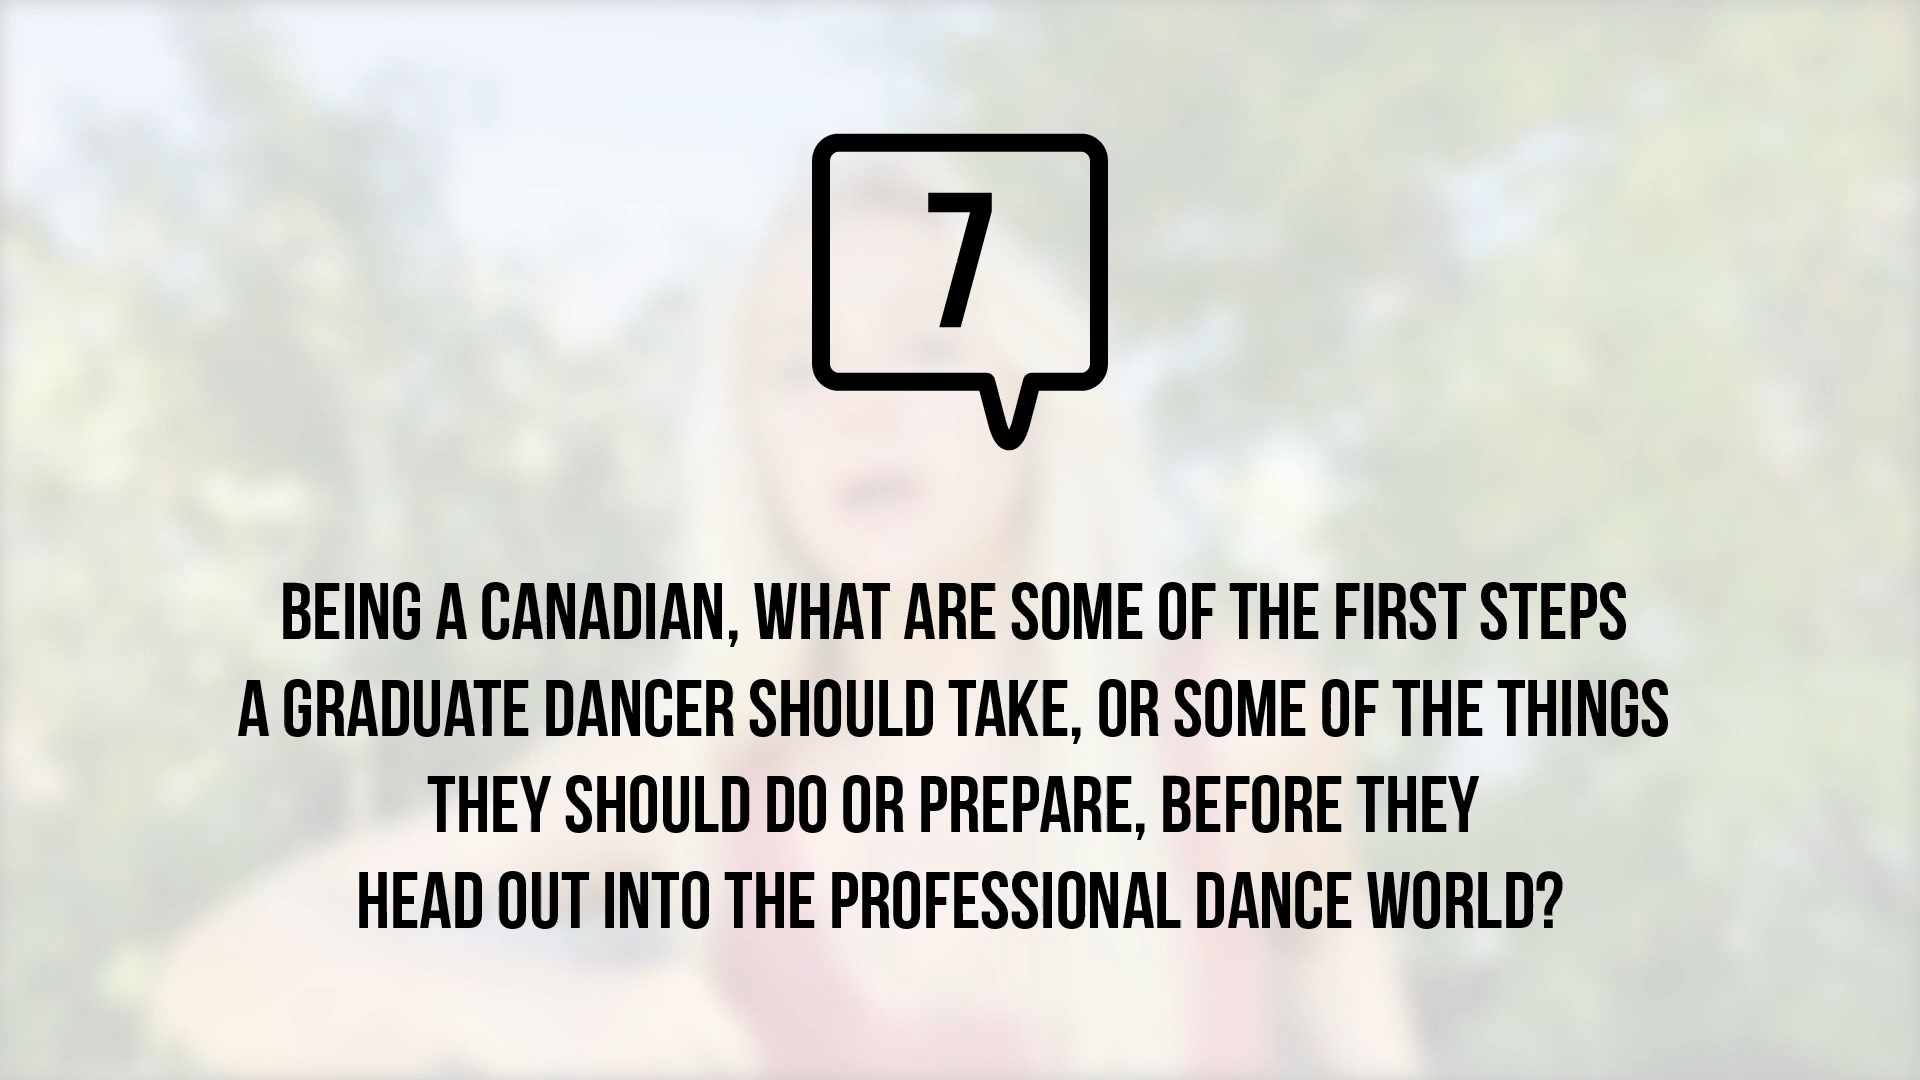 7
BEING A CANADIAN, WHAT ARE SOME OF THE FIRST STEPS
A GRADUATE DANCER SHOULD TAKE, OR SOME OF THE THINGS
THEY SHOULD DO OR PREPARE, BEFORE THEY
HEAD OUT INTO THE PROFESSIONAL DANCE WORLD?